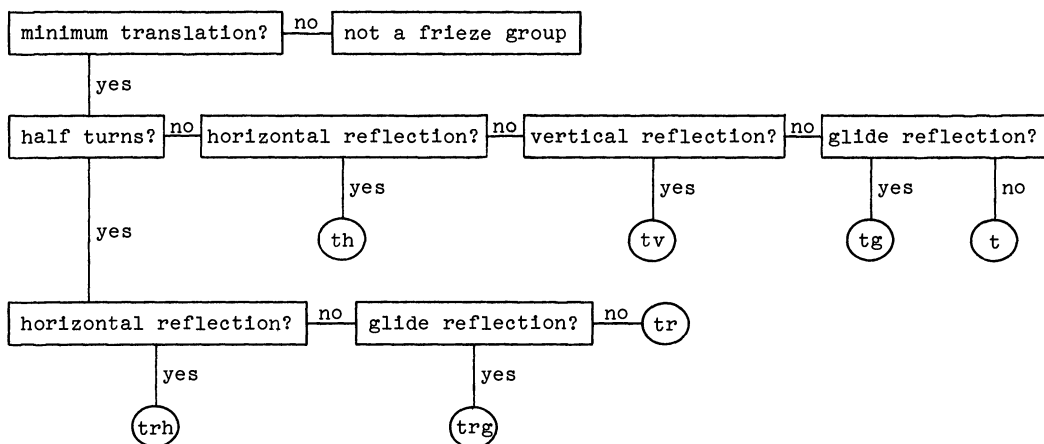 minimum translation? no not a frieze group
yes
half turns? no horizontal reflection? no vertical reflection? no glide reflection?
yes yes yes yes no
th tv tg t
horizontal reflection? no glide reflection? no tr
yes yes
trh trg